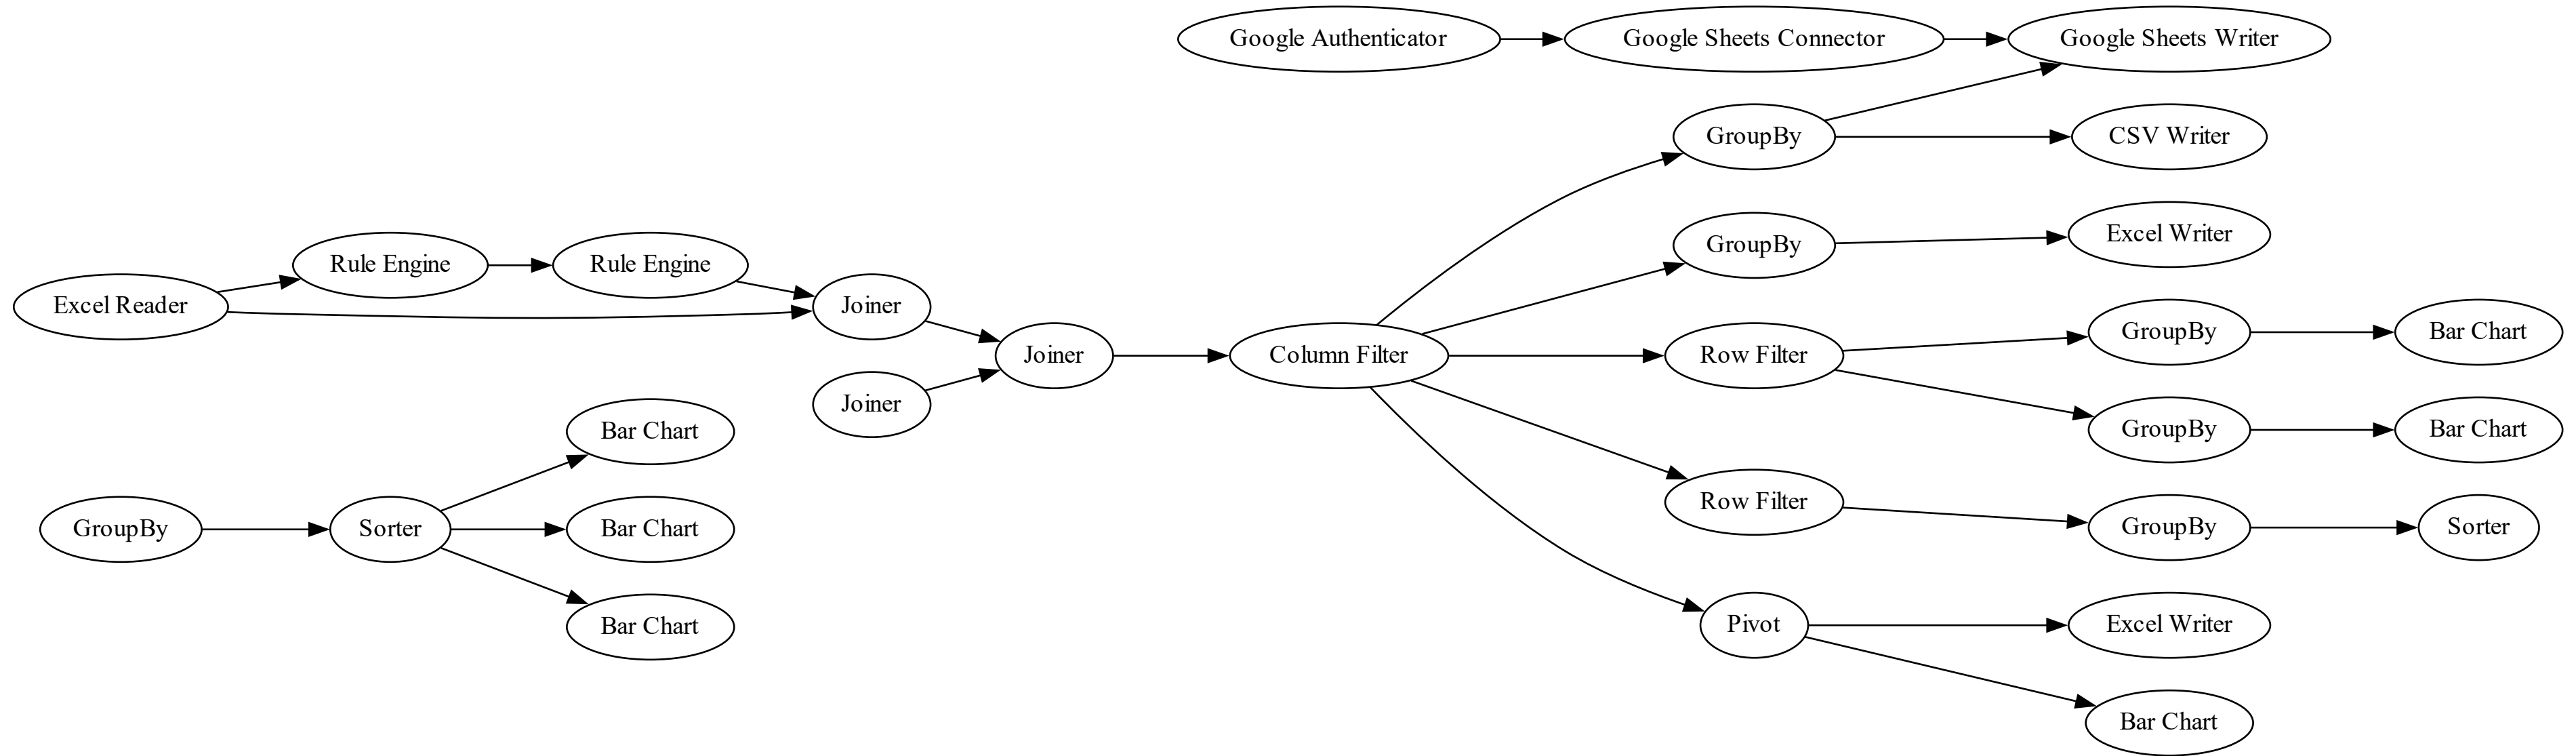 Google Authenticator
Google Sheets Connector
Google Sheets Writer
GroupBy
CSV Writer
Rule Engine
Rule Engine
GroupBy
Excel Writer
Excel Reader
Joiner
Joiner
Joiner
Column Filter
Row Filter
GroupBy
Bar Chart
GroupBy
Bar Chart
Bar Chart
GroupBy
Sorter
Bar Chart
Bar Chart
Row Filter
GroupBy
Sorter
Pivot
Excel Writer
Bar Chart